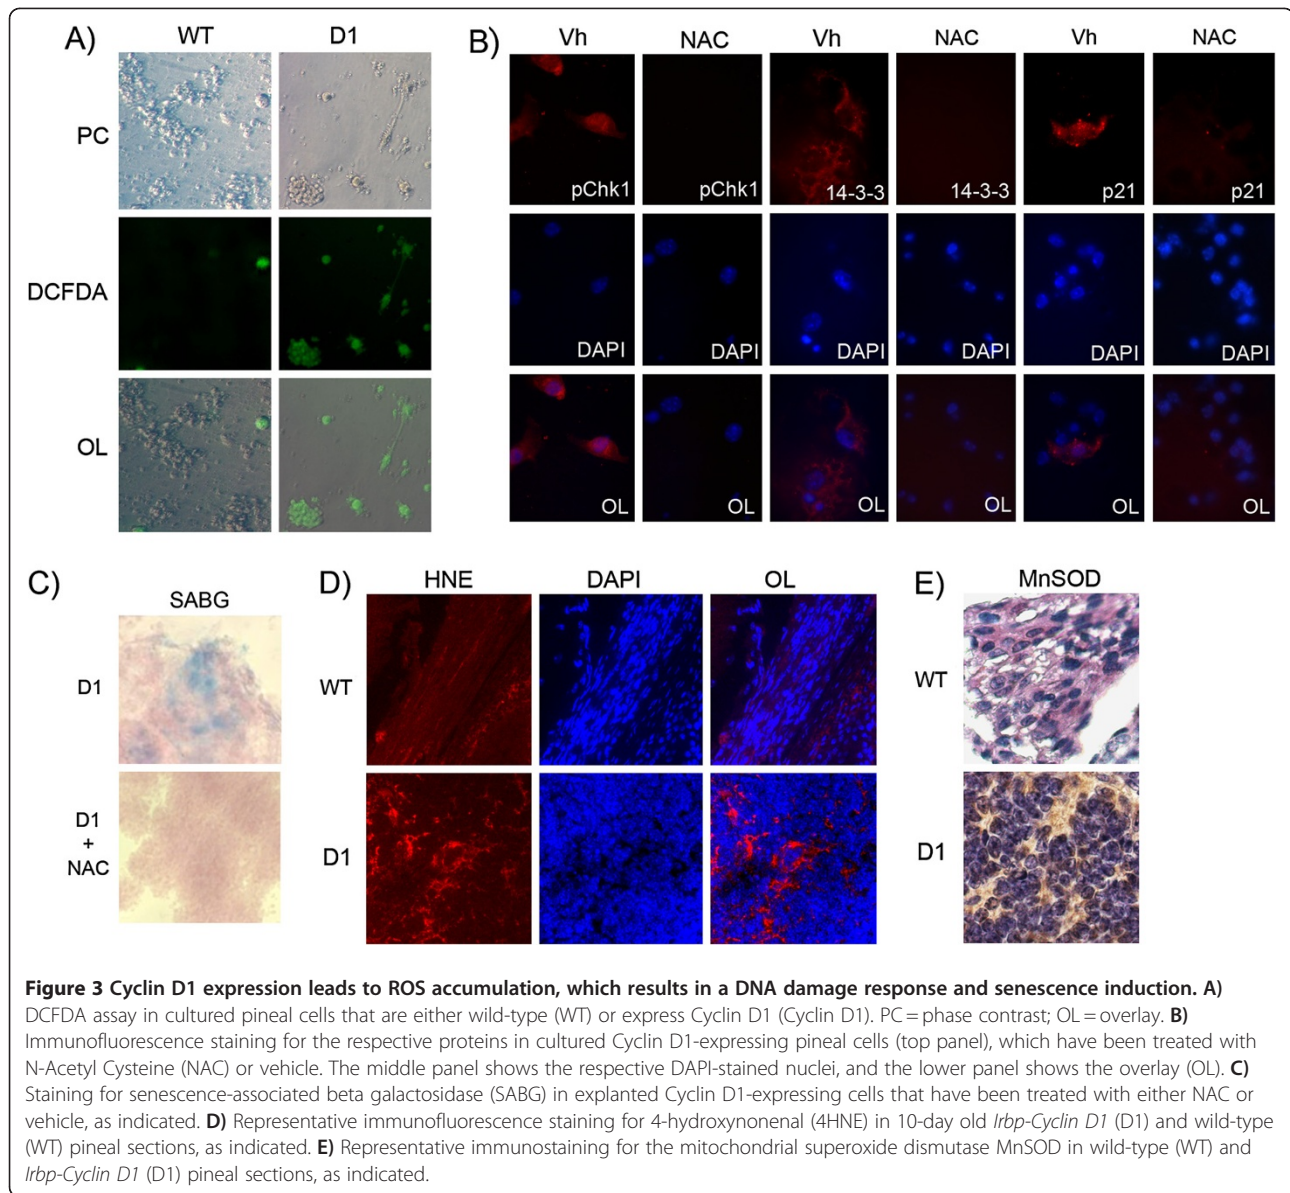 A)
WT
D1
PC
DCFDA
OL
B)
Vh
NAC
Vh
NAC
Vh
NAC
pChk1
pChk1
14-3-3
14-3-3
p21
p21
DAPI
DAPI
DAPI
DAPI
DAPI
DAPI
OL
OL
OL
OL
OL
OL
C)
SABG
D1
D1
+
NAC
D)
HNE
DAPI
OL
WT
D1
E)
MnSOD
WT
D1
Figure 3 Cyclin D1 expression leads to ROS accumulation, which results in a DNA damage response and senescence induction. A)
DCFDA assay in cultured pineal cells that are either wild-type (WT) or express Cyclin D1 (Cyclin D1). PC = phase contrast; OL = overlay. B)
Immunofluorescence staining for the respective proteins in cultured Cyclin D1-expressing pineal cells (top panel), which have been treated with
N-Acetyl Cysteine (NAC) or vehicle. The middle panel shows the respective DAPI-stained nuclei, and the lower panel shows the overlay (OL). C)
Staining for senescence-associated beta galactosidase (SABG) in explanted Cyclin D1-expressing cells that have been treated with either NAC or
vehicle, as indicated. D) Representative immunofluorescence staining for 4-hydroxynonenal (4HNE) in 10-day old Irbp-Cyclin D1 (D1) and wild-type
(WT) pineal sections, as indicated. E) Representative immunostaining for the mitochondrial superoxide dismutase MnSOD in wild-type (WT) and
Irbp-Cyclin D1 (D1) pineal sections, as indicated.